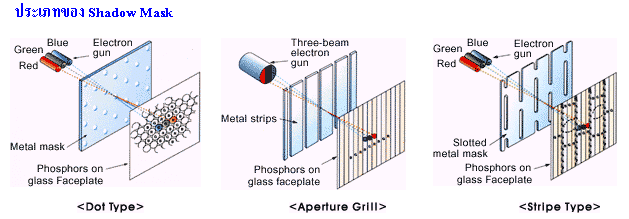 ประเภทของ Shadow Mask
Blue
Green
Red
Electron
gun
Metal mask
Phosphors on
glass Faceplate
<Dot Type>
Three-beam
electron
gun
Metal strips
Phosphors on
glass faceplate
<Aperture Grill>
Blue
Green
Red
Electron
gun
Slotted
metal mask
Phosphors on
glass Faceplate
<Stripe Type>